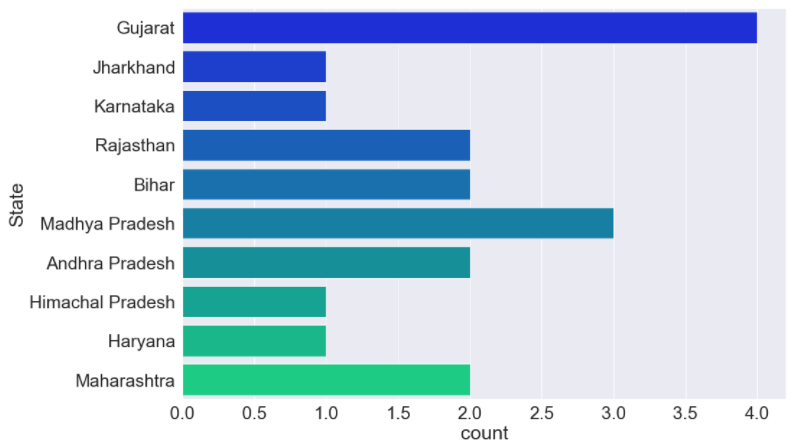 Gujarat
Jharkhand
Karnataka
Rajasthan
Bihar
Madhya Pradesh
Andhra Pradesh
Himachal Pradesh
Haryana
Maharashtra
State
0.0 0.5 1.0 1.5 2.0 2.5 3.0 3.5 4.0
count